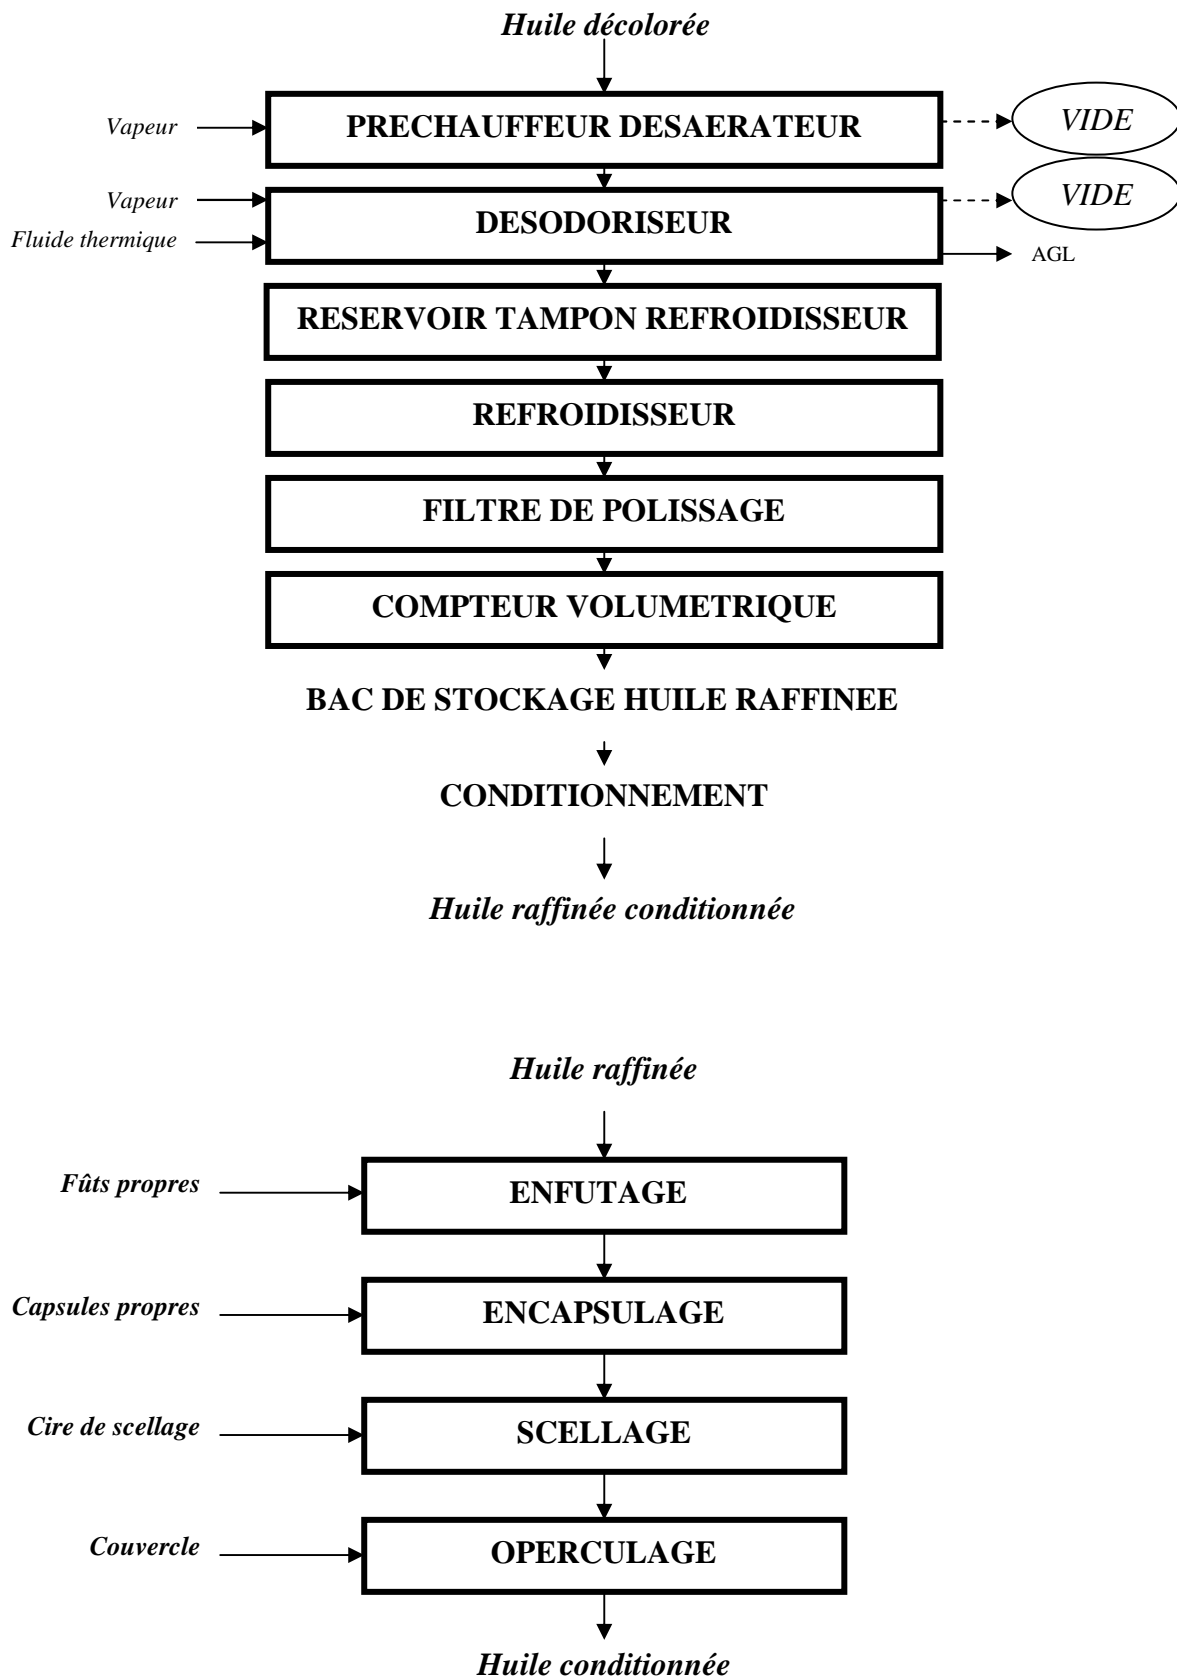 Huile décolorée
Vapeur
PRECHAUFFEUR DESAERATEUR
VIDE
Vapeur
DESODORISEUR
VIDE
Fluide thermique
AGL
RESERVOIR TAMPON REFROIDISSEUR
REFROIDISSEUR
FILTRE DE POLISSAGE
COMPTEUR VOLUMETRIQUE
BAC DE STOCKAGE HUILE RAFFINEE
CONDITIONNEMENT
Huile raffinée conditionnée
Huile raffinée
Fûts propres
ENFUTAGE
Capsules propres
ENCAPSULAGE
Cire de scellage
SCELLAGE
Couvercle
OPERCULAGE
Huile conditionnée